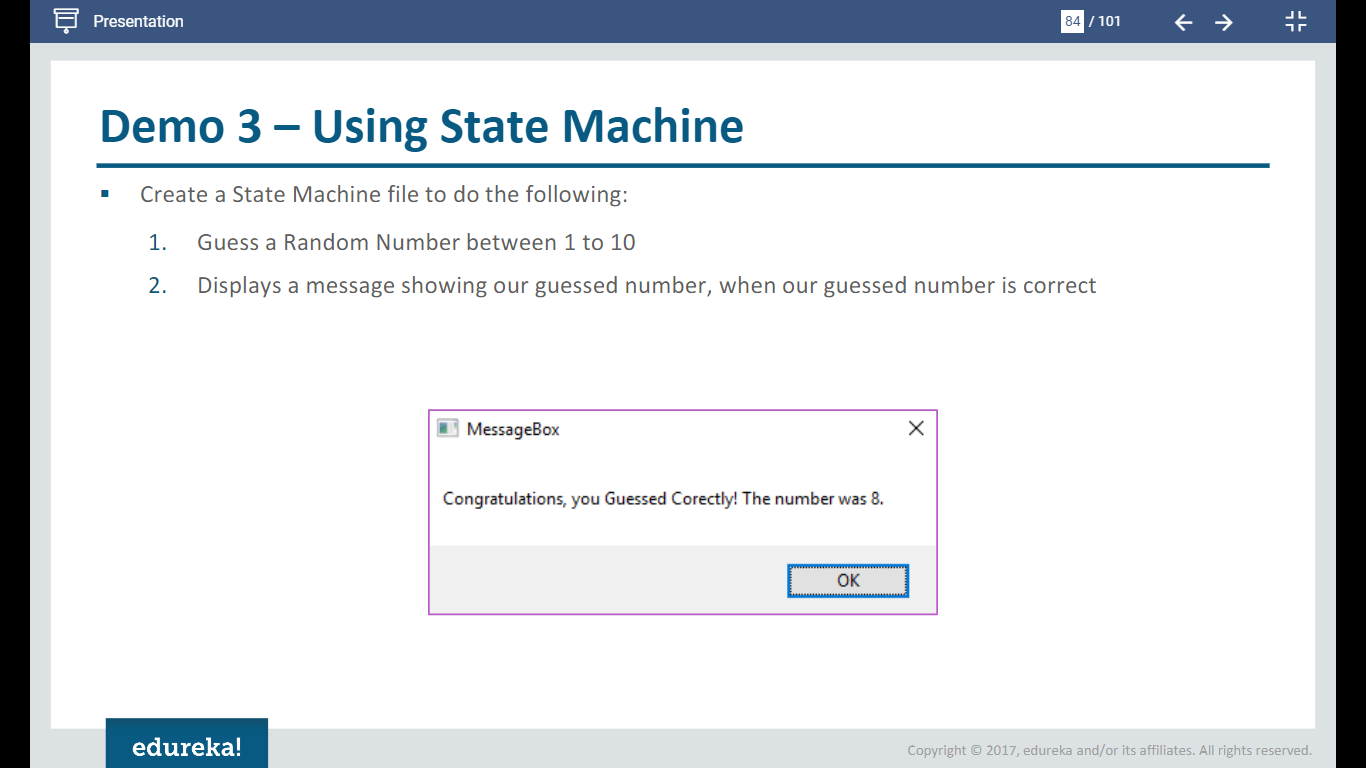 Presentation
84 / 101
Demo 3 – Using State Machine
▪ Create a State Machine file to do the following:
1. Guess a Random Number between 1 to 10
2. Displays a message showing our guessed number, when our guessed number is correct
MessageBox
Congratulations, you Guessed Corectly! The number was 8.
OK
edureka!
Copyright © 2017, edureka and/or its affiliates. All rights reserved.